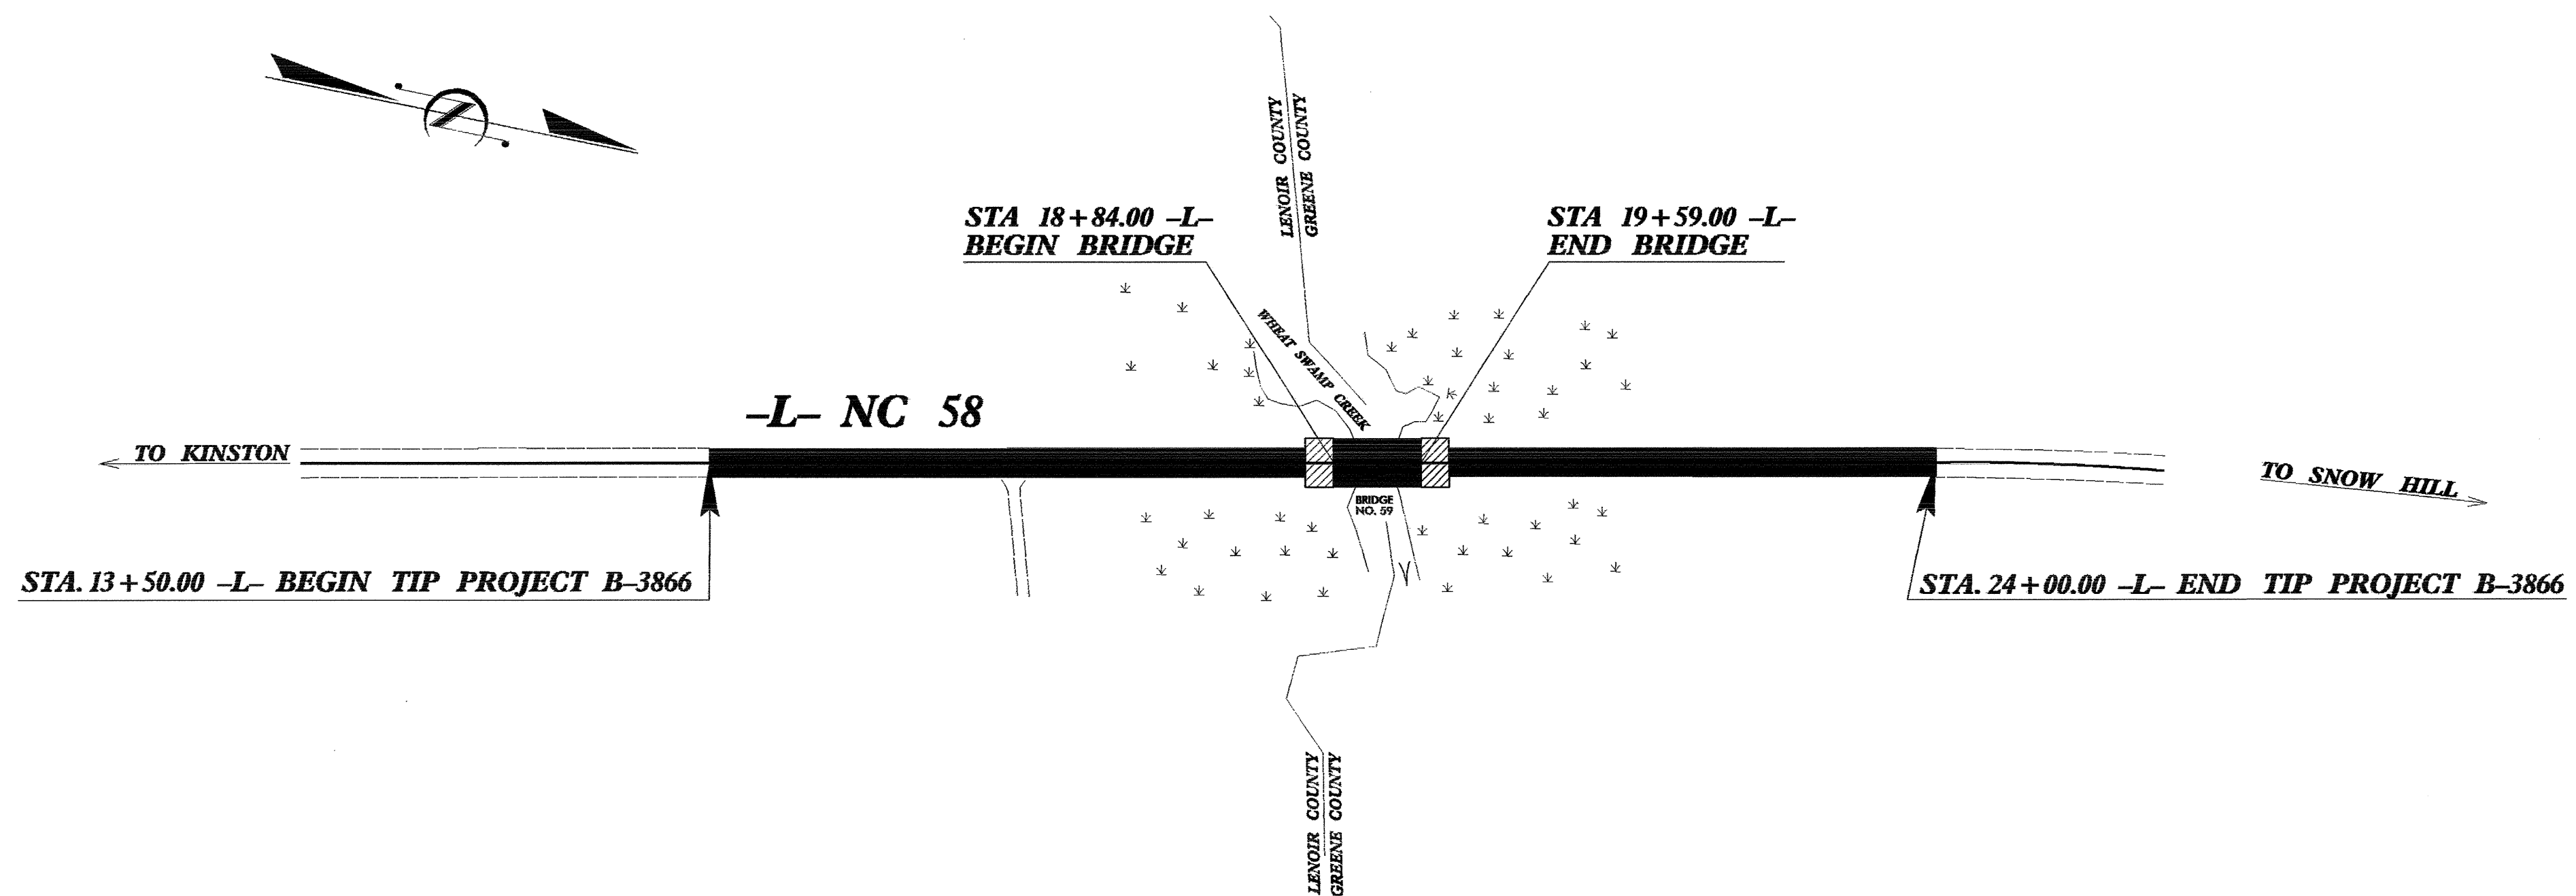 LENOIR COUNTY
GREENE COUNTY
STA 18+84.00 –L–
BEGIN BRIDGE
STA 19+59.00 –L–
END BRIDGE
WHEAT SWAMP CREEK
–L– NC 58
TO KINSTON
TO SNOW HILL
BRIDGE
NO. 59
STA. 13+50.00 –L– BEGIN TIP PROJECT B–3866
STA. 24+00.00 –L– END TIP PROJECT B–3866
LENOIR COUNTY
GREENE COUNTY